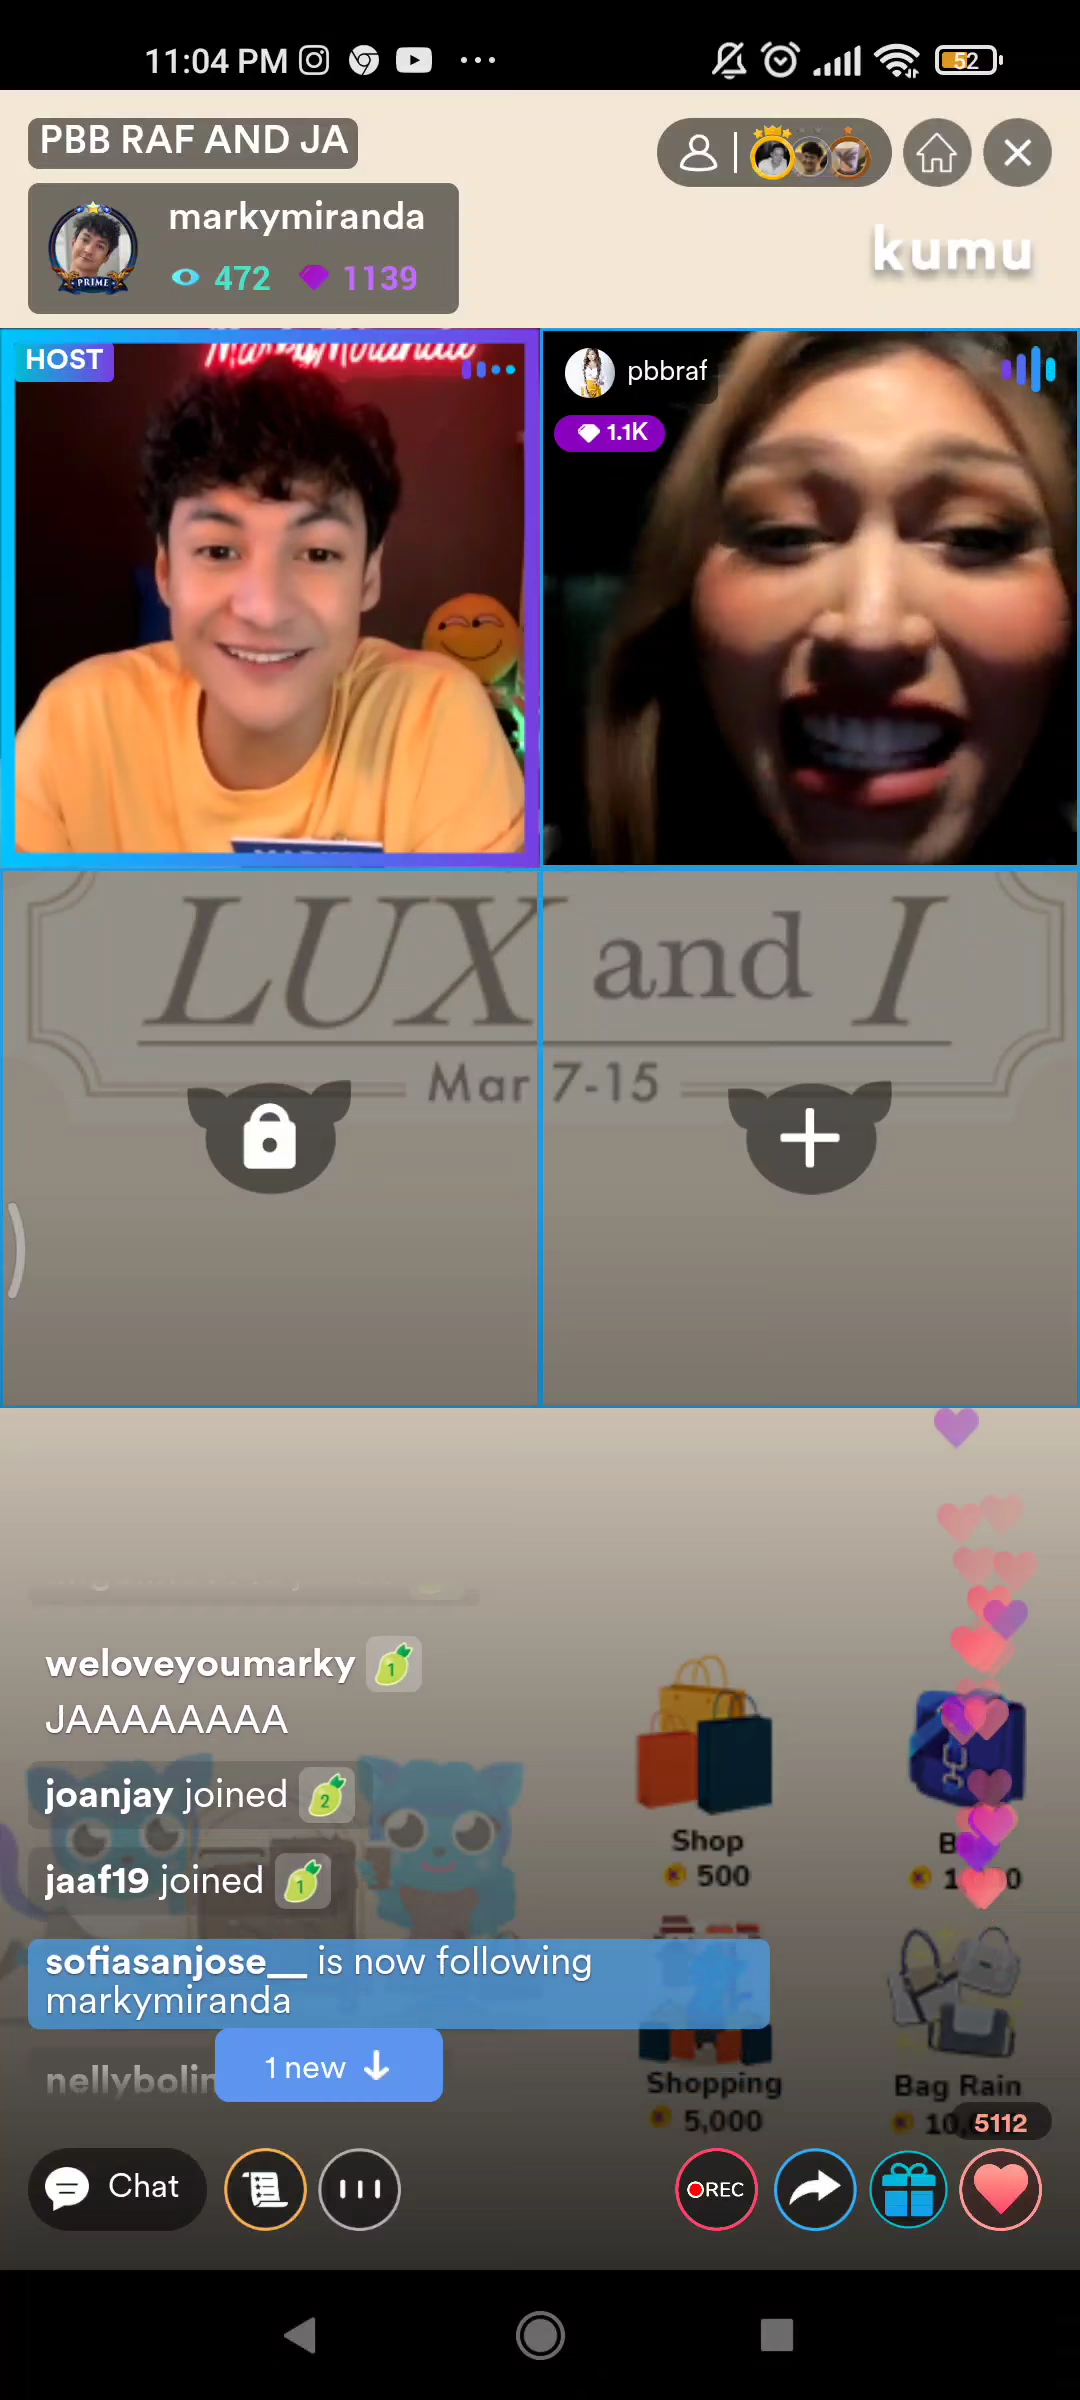 11:04 PM
52
PBB RAF AND JA
markymiranda
PRIME
472 1139
kumu
HOST
MarkyMiranda
pbbraf
1.1K
LUX and I
Mar 7-15
weloveyoumarky 1
JAAAAAAAA
joanjay joined 2
jaaf19 joined 1
sofiasanjose__ is now following
markymiranda
1 new
Shop
500
Shopping
5,000
Bag Rain
5112
Chat
REC